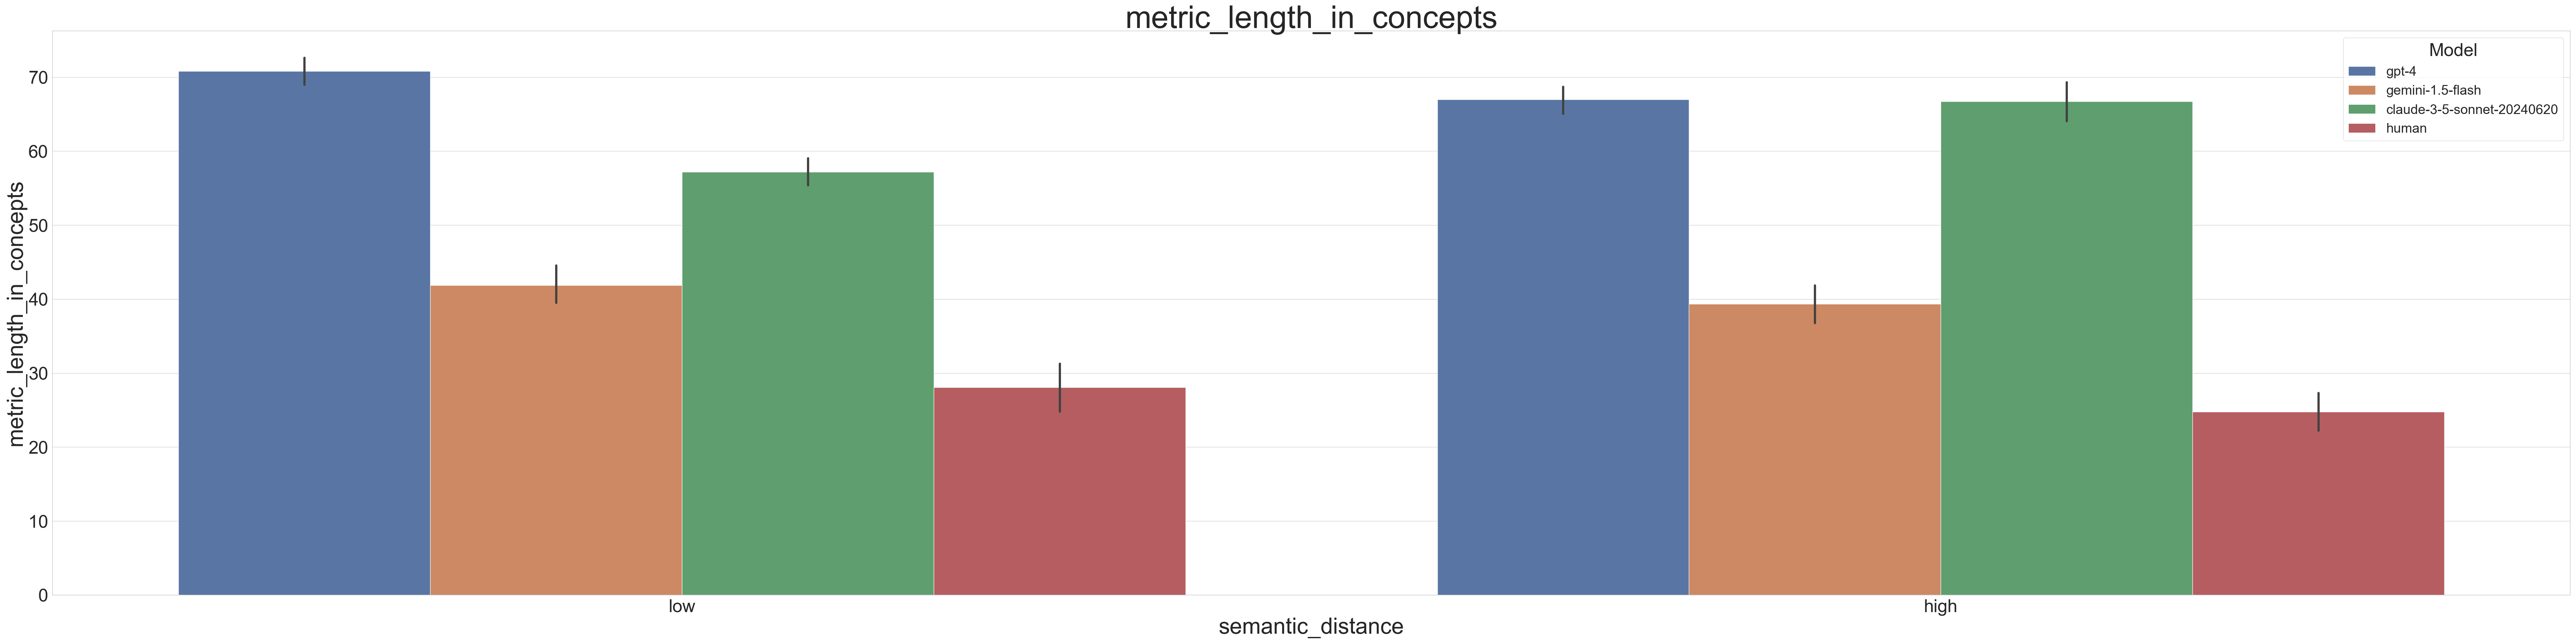 metric_length_in_concepts
metric_length_in_concepts
70
60
50
40
30
20
10
0
Model
gpt-4
gemini-1.5-flash
claude-3-5-sonnet-20240620
human
low
high
semantic_distance